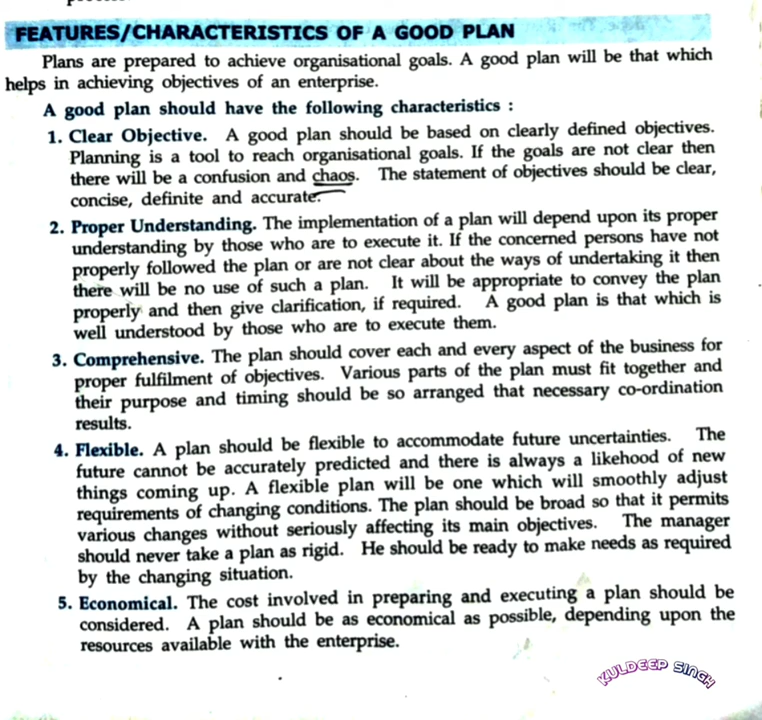 FEATURES/CHARACTERISTICS OF A GOOD PLAN
Plans are prepared to achieve organisational goals. A good plan will be that which
helps in achieving objectives of an enterprise.
A good plan should have the following characteristics :
1. Clear Objective. A good plan should be based on clearly defined objectives.
Planning is a tool to reach organisational goals. If the goals are not clear then
there will be a confusion and chaos. The statement of objectives should be clear,
concise, definite and accurate.
2. Proper Understanding. The implementation of a plan will depend upon its proper
understanding by those who are to execute it. If the concerned persons have not
properly followed the plan or are not clear about the ways of undertaking it then
there will be no use of such a plan. It will be appropriate to convey the plan
properly and then give clarification, if required. A good plan is that which is
well understood by those who are to execute them.
3. Comprehensive. The plan should cover each and every aspect of the business for
proper fulfilment of objectives. Various parts of the plan must fit together and
their purpose and timing should be so arranged that necessary co-ordination
results.
4. Flexible. A plan should be flexible to accommodate future uncertainties. The
future cannot be accurately predicted and there is always a likehood of new
things coming up. A flexible plan will be one which will smoothly adjust
requirements of changing conditions. The plan should be broad so that it permits
various changes without seriously affecting its main objectives. The manager
should never take a plan as rigid. He should be ready to make needs as required
by the changing situation.
5. Economical. The cost involved in preparing and executing a plan should be
considered. A plan should be as economical as possible, depending upon the
resources available with the enterprise.
KULDEEP SINGH